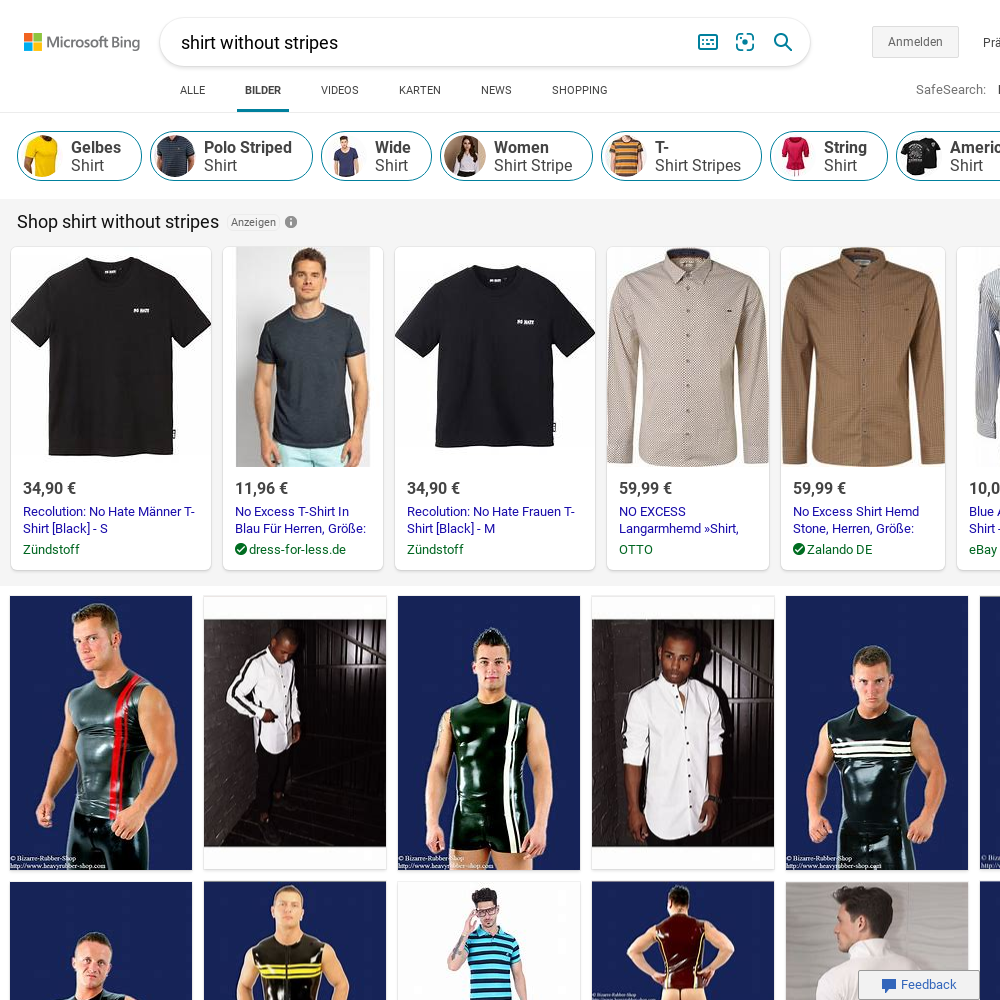 Microsoft Bing
shirt without stripes
Anmelden
ALLE
BILDER
VIDEOS
KARTEN
NEWS
SHOPPING
SafeSearch:
Gelbes
Shirt
Polo Striped
Shirt
Wide
Shirt
Women
Shirt Stripe
T-
Shirt Stripes
String
Shirt
Shirt
Shop shirt without stripes
Anzeigen
NO HATE
NO HATE
34,90 €
Recolution: No Hate Männer T-
Shirt [Black] - S
Zündstoff
11,96 €
No Excess T-Shirt In
Blau Für Herren, Größe:
dress-for-less.de
34,90 €
Recolution: No Hate Frauen T-
Shirt [Black] - M
Zündstoff
59,99 €
NO EXCESS
Langarmhemd »Shirt,
OTTO
59,99 €
No Excess Shirt Hemd
Stone, Herren, Größe:
Zalando DE
10,0
Blue
Shirt -
eBay
© Bizarre-Rubber-Shop
http://www.heavyrubber-shop.com
© Bizarre-Rubber-Shop
http://www.heavyrubber-shop.com
© Bizarre-Rubber-Shop
http://www.heavyrubber-shop.com
Feedback